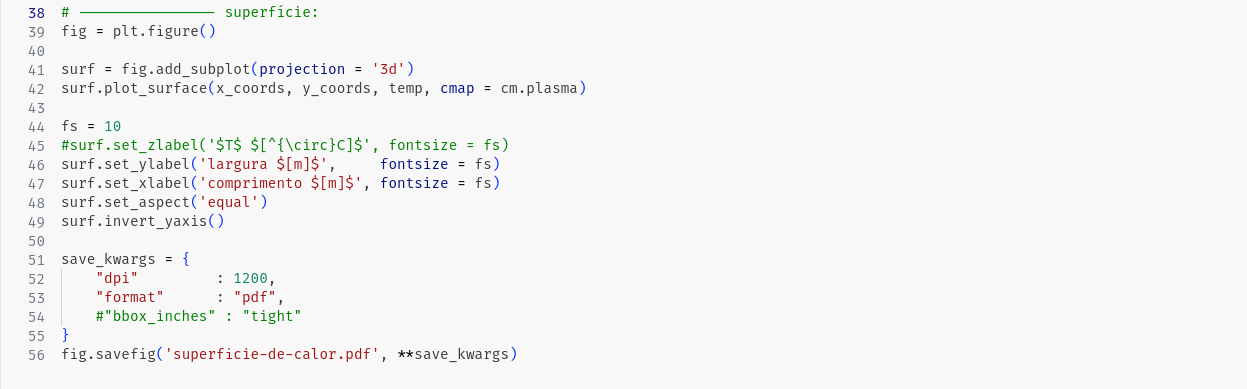 38 # ———————————————— superfície:
39 fig = plt.figure()
40
41 surf = fig.add_subplot(projection = '3d')
42 surf.plot_surface(x_coords, y_coords, temp, cmap = cm.plasma)
43
44 fs = 10
45 #surf.set_zlabel('$T$ $[^{\circ}C]$', fontsize = fs)
46 surf.set_ylabel('largura $[m]$',     fontsize = fs)
47 surf.set_xlabel('comprimento $[m]$', fontsize = fs)
48 surf.set_aspect('equal')
49 surf.invert_yaxis()
50
51 save_kwargs = {
52     "dpi"         : 1200,
53     "format"      : "pdf",
54     #"bbox_inches" : "tight"
55 }
56 fig.savefig('superficie-de-calor.pdf', **save_kwargs)